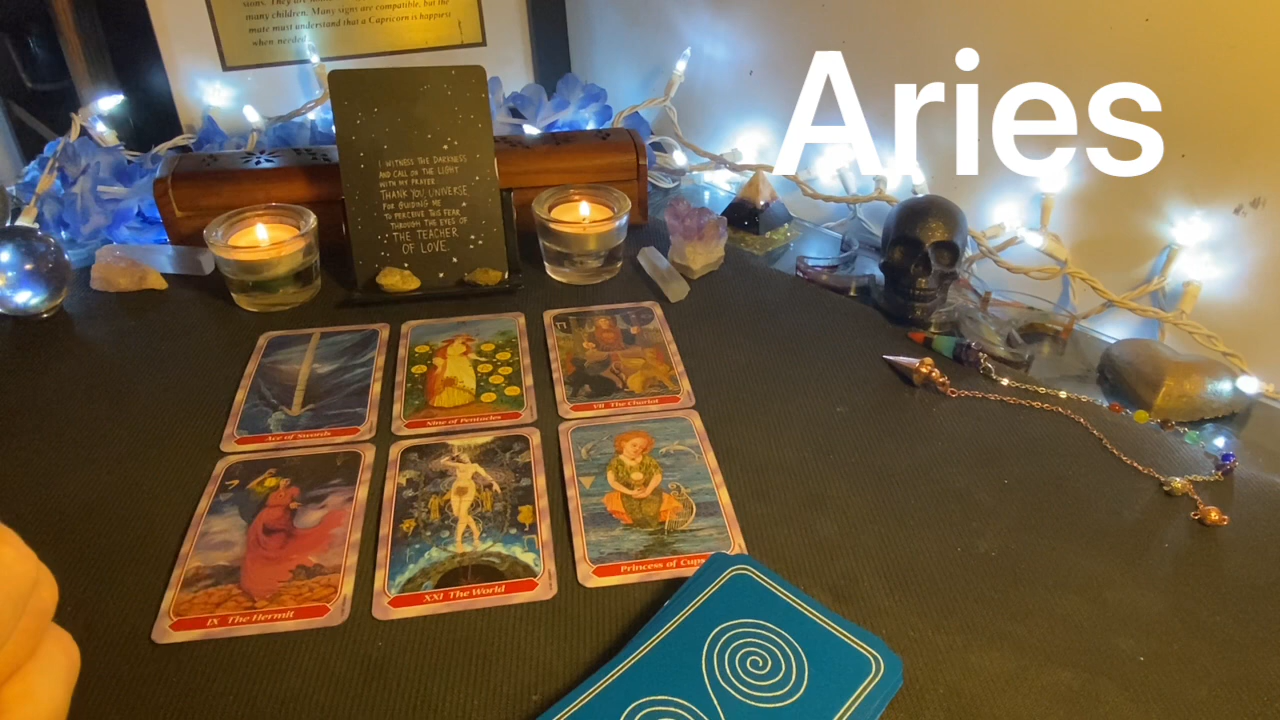 sions. They are
many children. Many signs are compatible, but the
mate must understand that a Capricorn is happiest
when needed.
Aries
I WITNESS THE DARKNESS
AND CALL ON THE LIGHT
WITH MY PRAYER.
THANK YOU, UNIVERSE,
FOR GUIDING ME
TO PERCEIVE THIS FEAR
THROUGH THE EYES OF
THE TEACHER
OF LOVE.
Ace of Swords
Nine of Pentacles
VII The Chariot
IX The Hermit
XXI The World
Princess of Cups